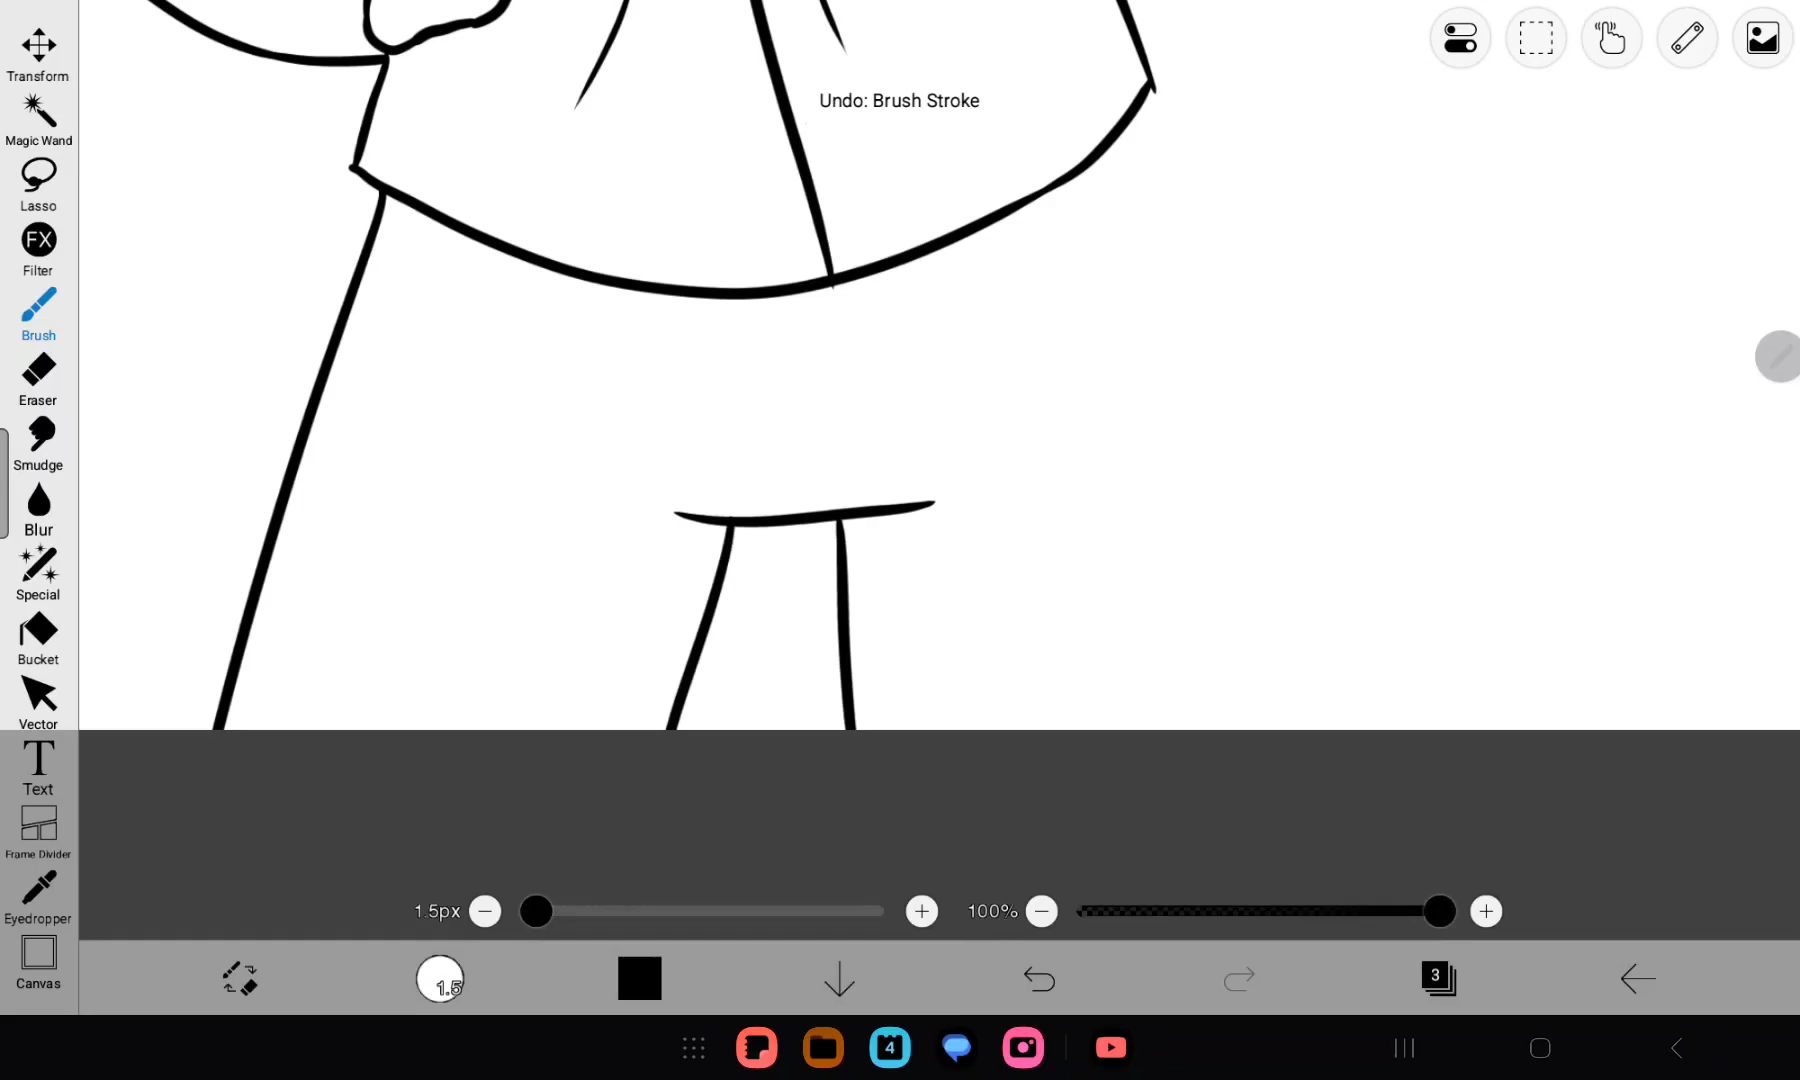 Transform
Magic Wand
Lasso
FX
Filter
Brush
Eraser
Smudge
Blur
Special
Bucket
Vector
T
Text
Frame Divider
Eyedropper
Canvas
Undo: Brush Stroke
1.5px
100%
1.5
3
4